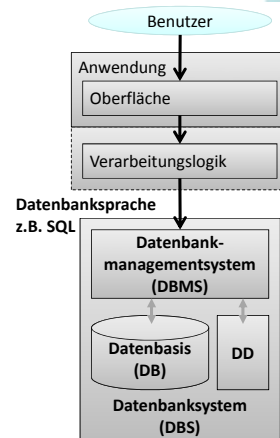 Benutzer
Anwendung
Oberfläche
Verarbeitungslogik
Datenbanksprache
z.B. SQL
Datenbank-
managementsystem
(DBMS)
Datenbasis
(DB)
DD
Datenbanksystem
(DBS)